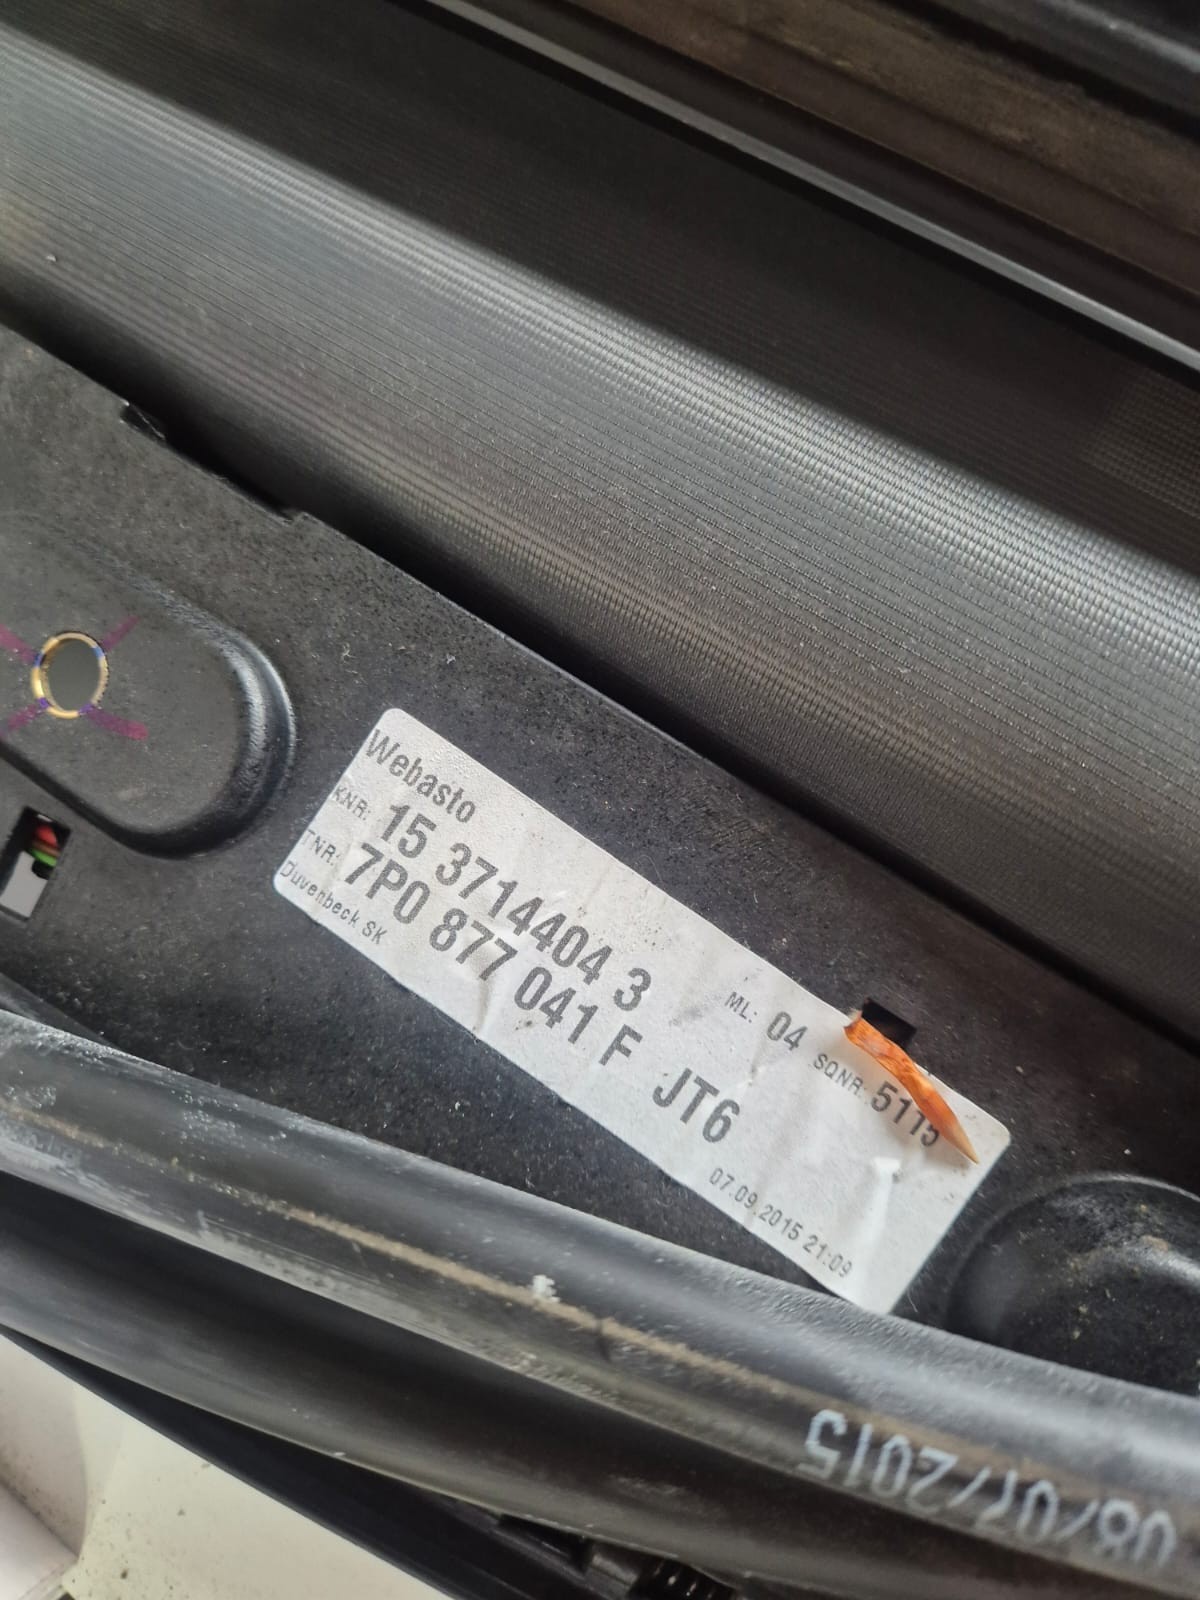 Webasto
KNR: 15 3714404 3 ML: 04 SQNR: 5115
TNR: 7P0 877 041 F JT6
Duvenbeck SK 07.09.2015 21:09
08/07/2015